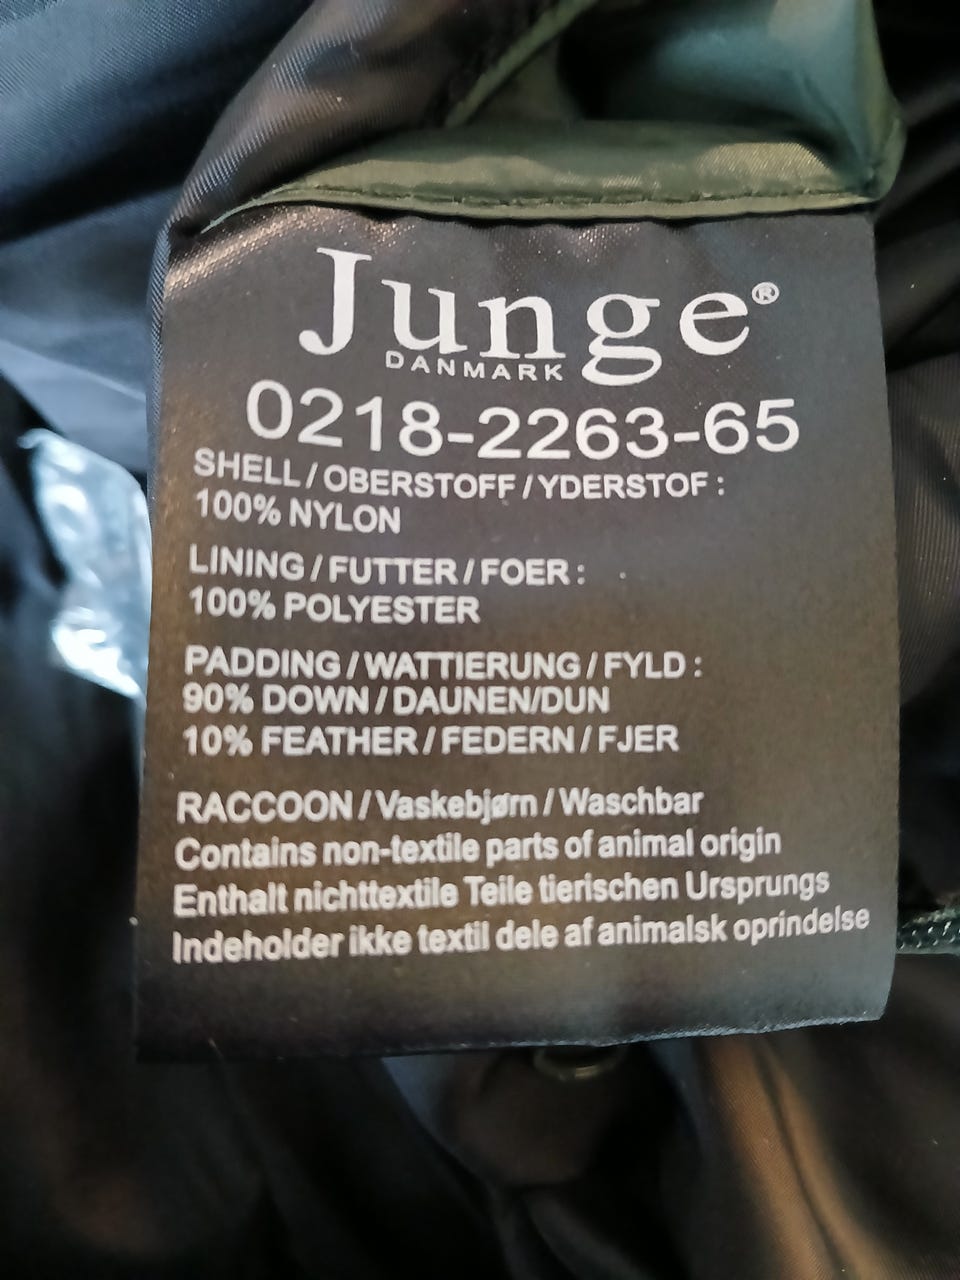 Junge®
DANMARK
0218-2263-65
SHELL / OBERSTOFF / YDERSTOF :
100% NYLON
LINING / FUTTER / FOER :
100% POLYESTER
PADDING / WATTIERUNG / FYLD :
90% DOWN / DAUNEN/DUN
10% FEATHER / FEDERN / FJER
RACCOON / Vaskebjørn / Waschbar
Contains non-textile parts of animal origin
Enthalt nichttextile Teile tierischen Ursprungs
Indeholder ikke textil dele af animalsk oprindelse